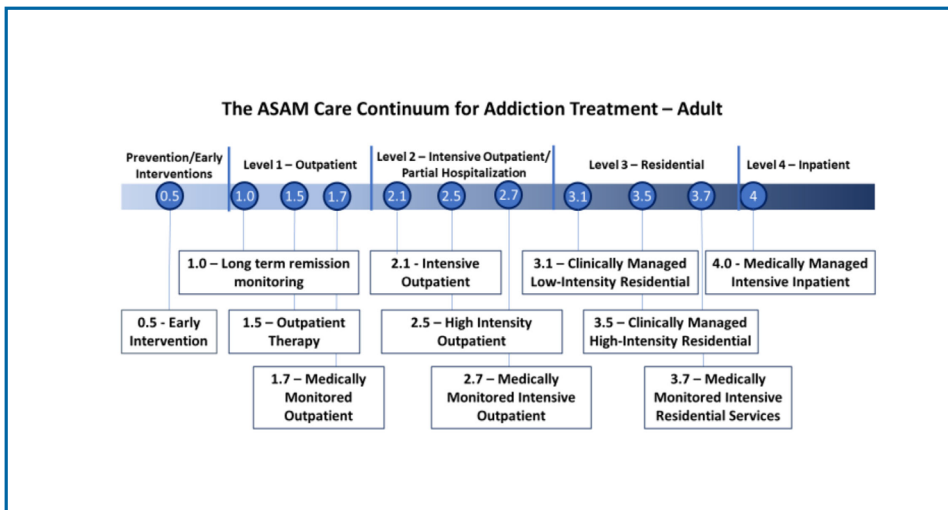 The ASAM Care Continuum for Addiction Treatment – Adult
Prevention/Early
Interventions
Level 1 – Outpatient
Level 2 – Intensive Outpatient/
Partial Hospitalization
Level 3 – Residential
Level 4 – Inpatient
0.5
1.0
1.5
1.7
2.1
2.5
2.7
3.1
3.5
3.7
4
1.0 – Long term remission
monitoring
2.1 - Intensive
Outpatient
3.1 – Clinically Managed
Low-Intensity Residential
4.0 - Medically Managed
Intensive Inpatient
0.5 - Early
Intervention
1.5 – Outpatient
Therapy
2.5 – High Intensity
Outpatient
3.5 – Clinically Managed
High-Intensity Residential
1.7 – Medically
Monitored
Outpatient
2.7 – Medically
Monitored Intensive
Outpatient
3.7 – Medically
Monitored Intensive
Residential Services